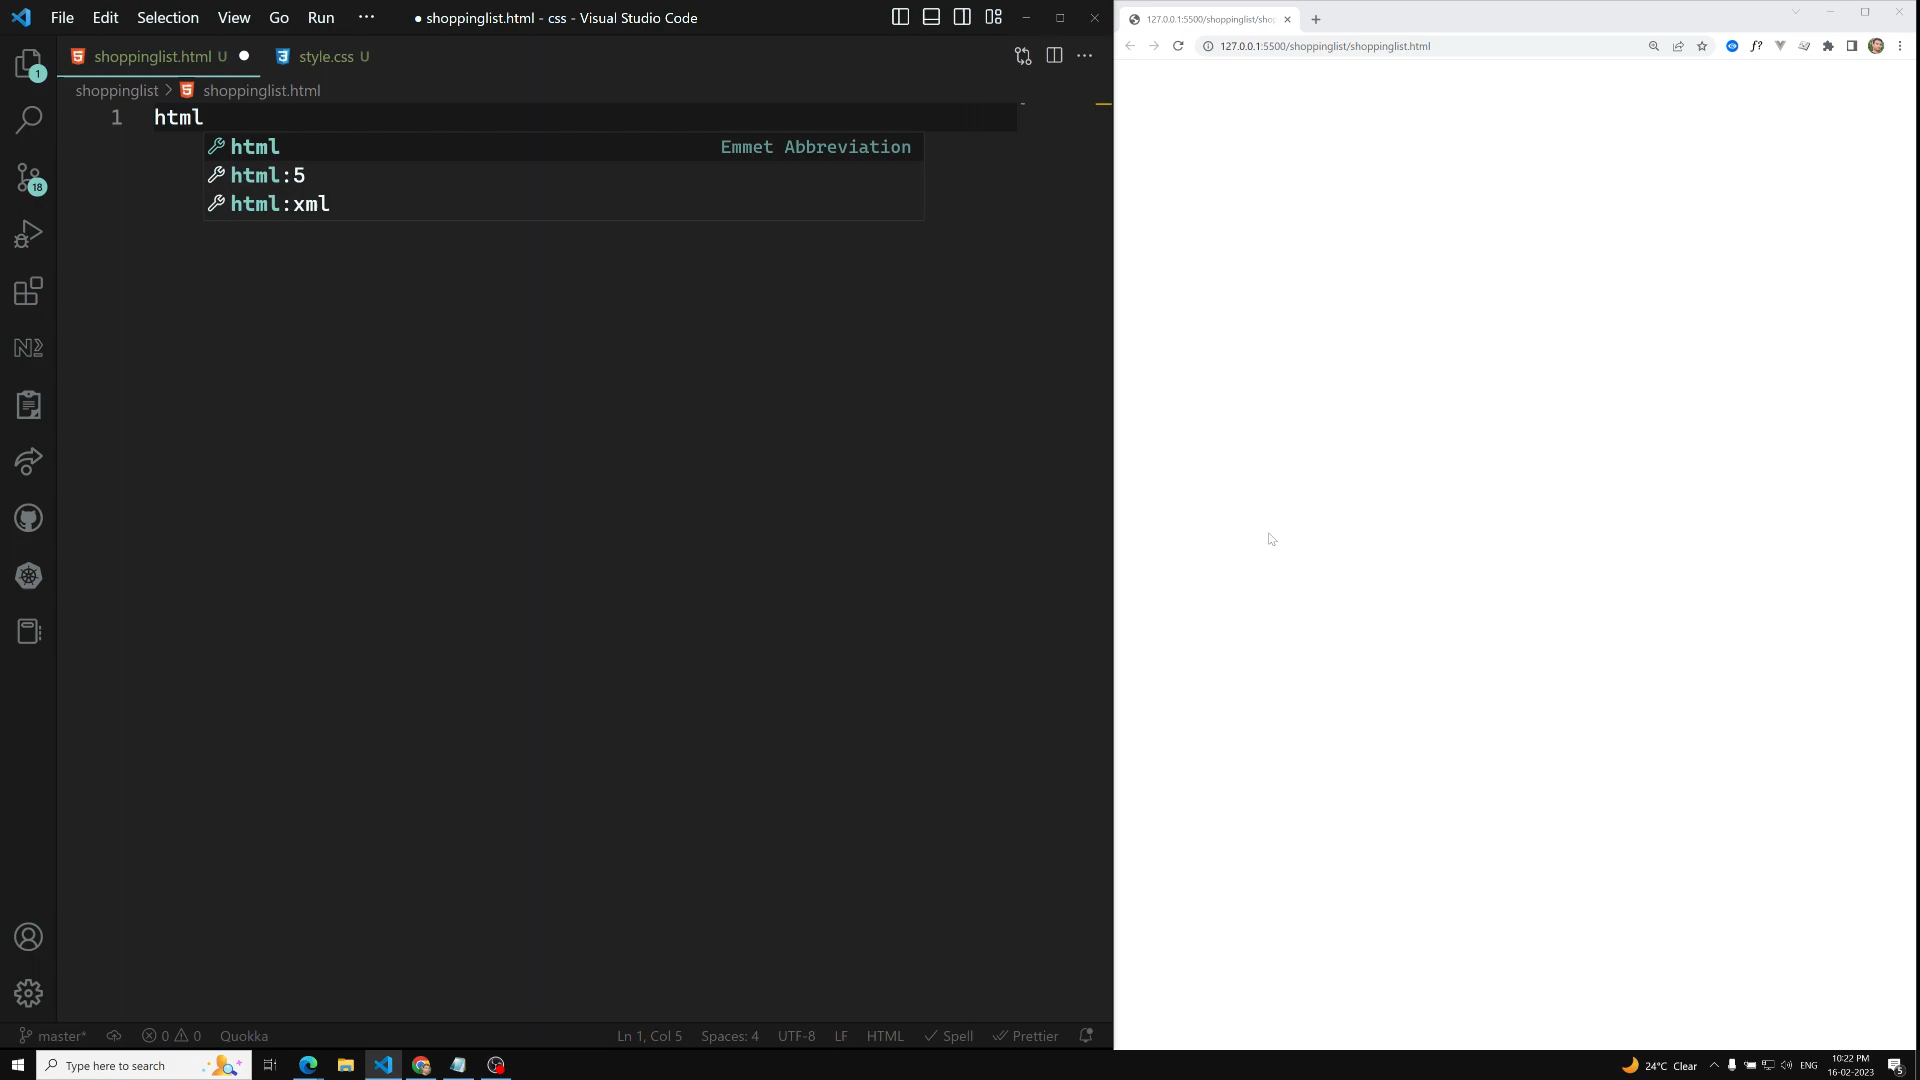 File Edit Selection View Go Run ··· ● shoppinglist.html - css - Visual Studio Code
shoppinglist.html U ● style.css U
shoppinglist > shoppinglist.html
1 html
html Emmet Abbreviation
html:5
html:xml
1
18
master* 0 0 Quokka Ln 1, Col 5 Spaces: 4 UTF-8 LF HTML Spell Prettier
127.0.0.1:5500/shoppinglist/sho
127.0.0.1:5500/shoppinglist/shoppinglist.html
f?
Type here to search
24°C Clear ENG 10:22 PM
16-02-2023
5